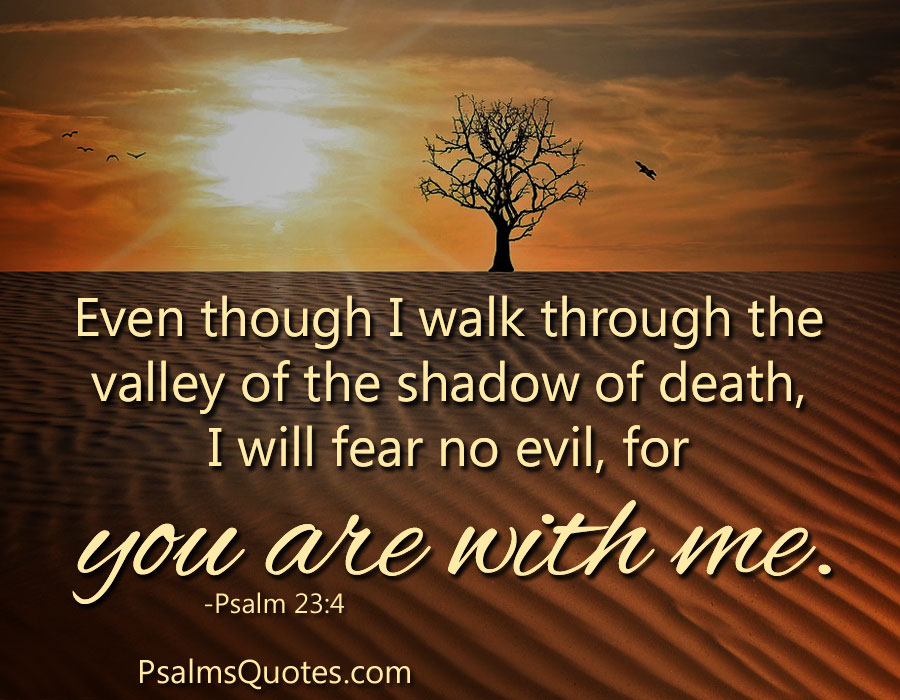 Even though I walk through the
valley of the shadow of death,
I will fear no evil, for
you are with me.
-Psalm 23:4
PsalmsQuotes.com